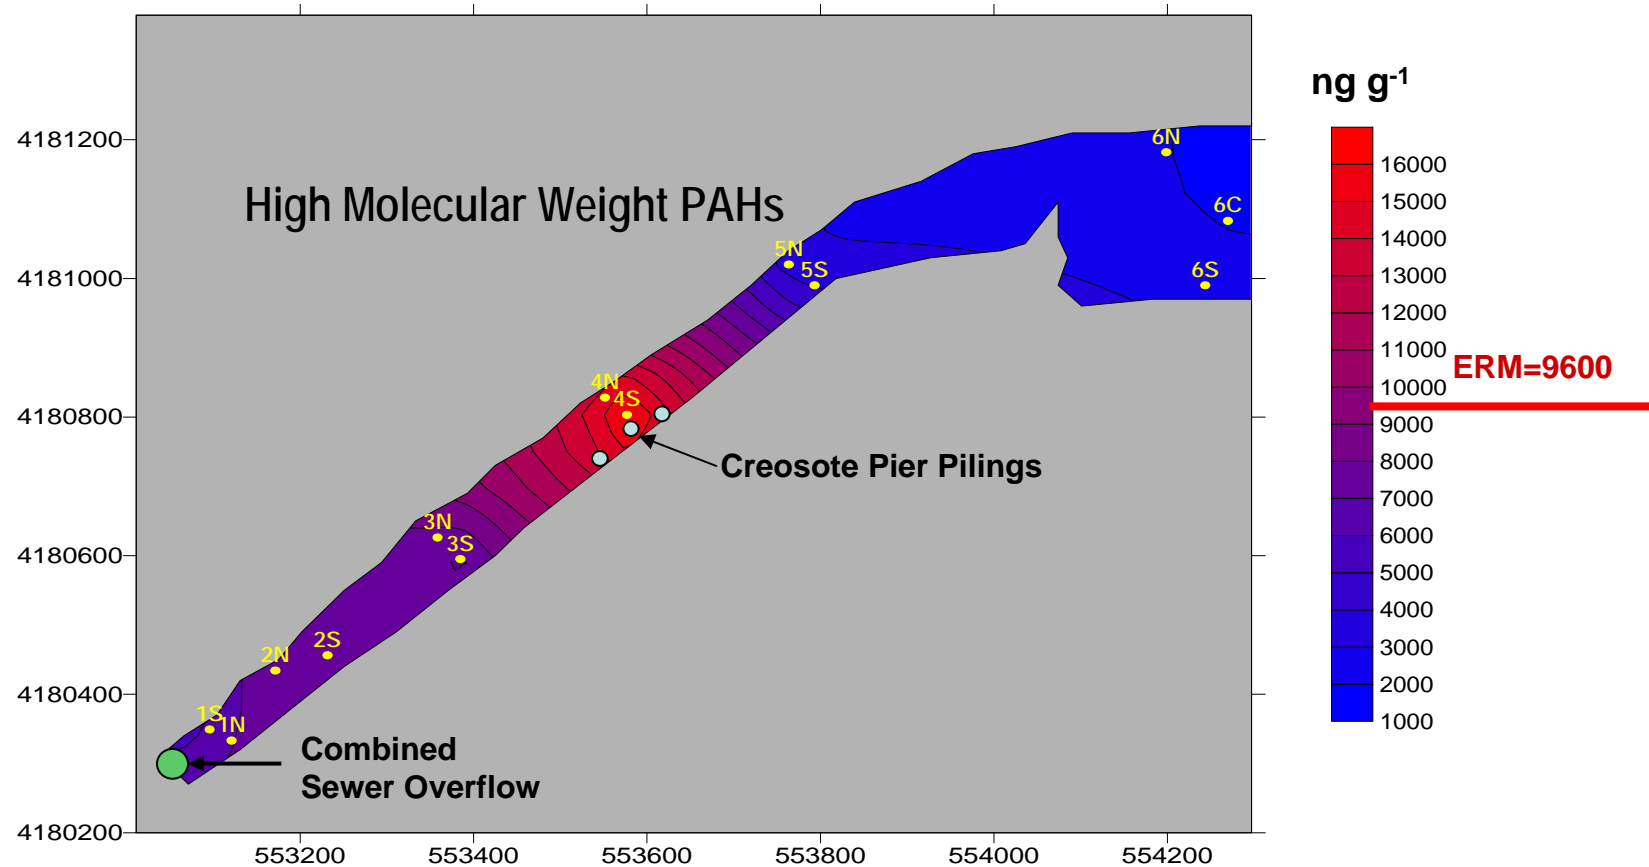 ng g-1
High Molecular Weight PAHs
4181200
4181000
4180800
4180600
4180400
4180200
553200
553400
553600
553800
554000
554200
6N
6C
6S
5N
5S
4N
4S
3N
3S
2N
2S
1S
1N
Creosote Pier Pilings
Combined
Sewer Overflow
16000
15000
14000
13000
12000
11000
10000
9000
8000
7000
6000
5000
4000
3000
2000
1000
ERM=9600